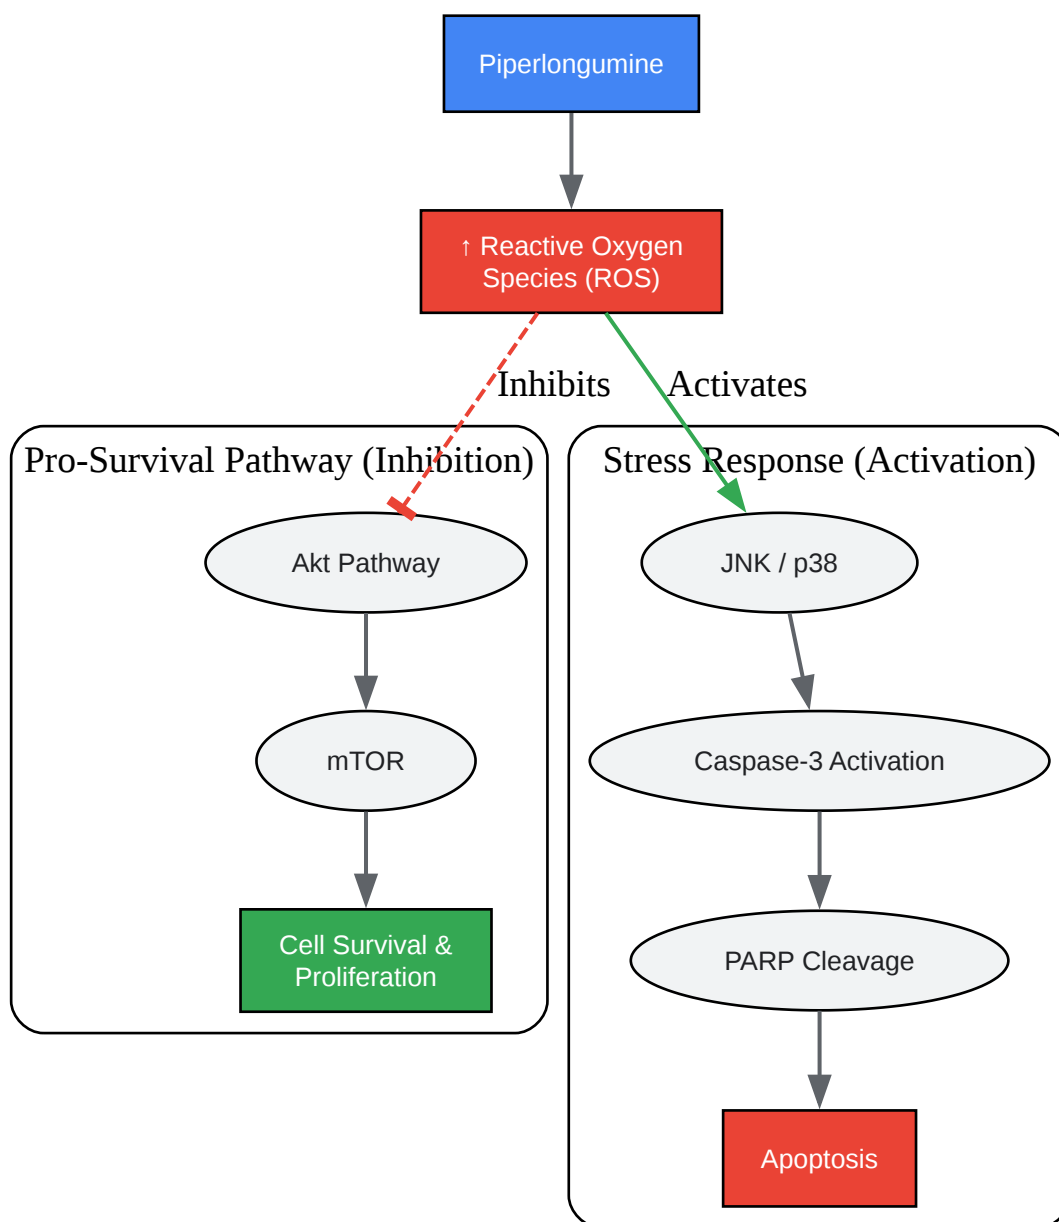 Piperlongumine
↑ Reactive Oxygen
Species (ROS)
Inhibits
Activates
Pro-Survival Pathway (Inhibition)
Stress Response (Activation)
Akt Pathway
JNK / p38
mTOR
Caspase-3 Activation
Cell Survival &
Proliferation
PARP Cleavage
Apoptosis